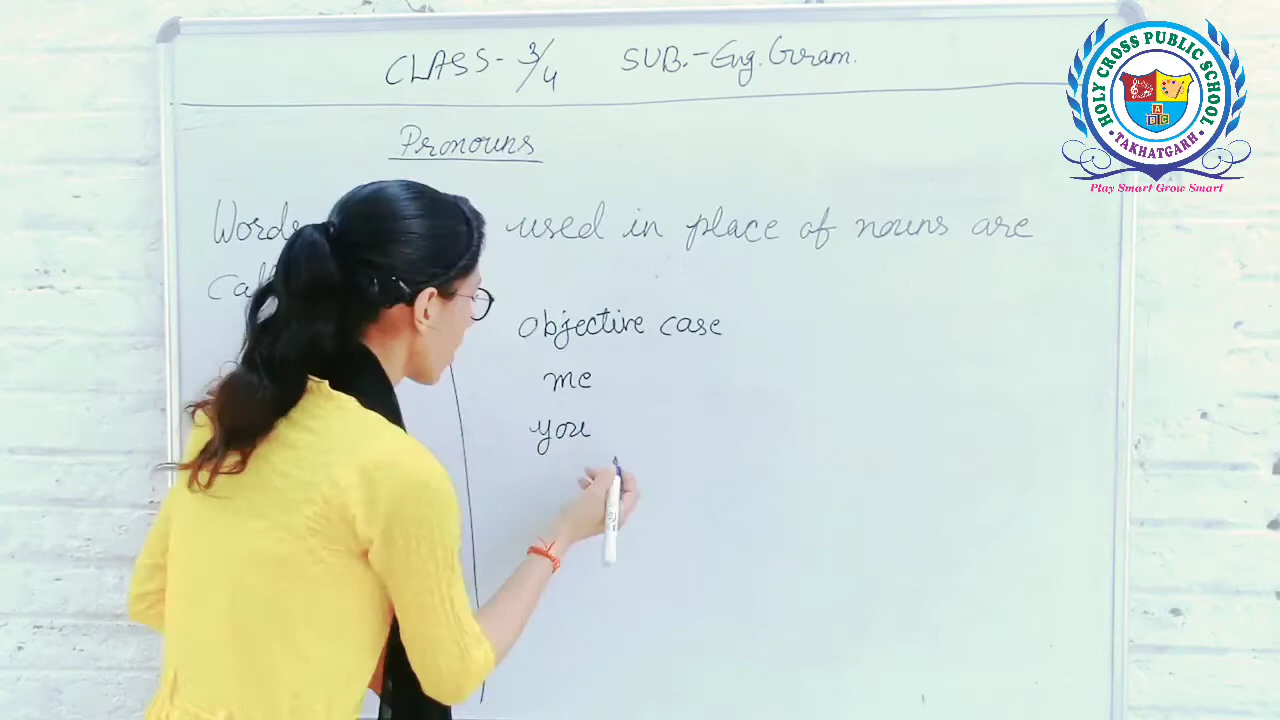 CLASS - 3/4 SUB. - Eng. Gram.
Pronouns
Words used in place of nouns are
objective case
me
you
HOLY CROSS PUBLIC SCHOOL
• TAKHATGARH •
A
B C
Play Smart Grow Smart